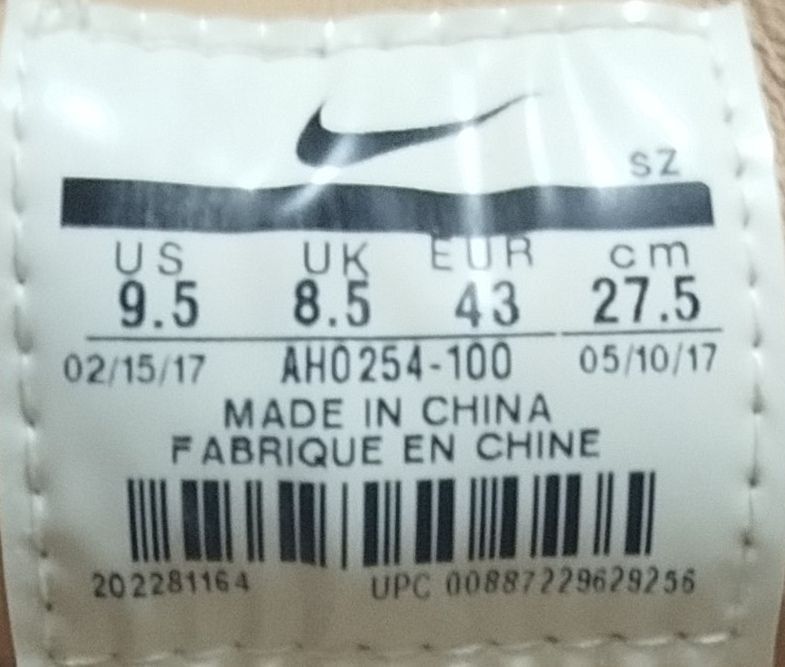 SZ
US UK EUR cm
9.5 8.5 43 27.5
02/15/17 AH0254-100 05/10/17
MADE IN CHINA
FABRIQUE EN CHINE
202281164 UPC 00887229629256